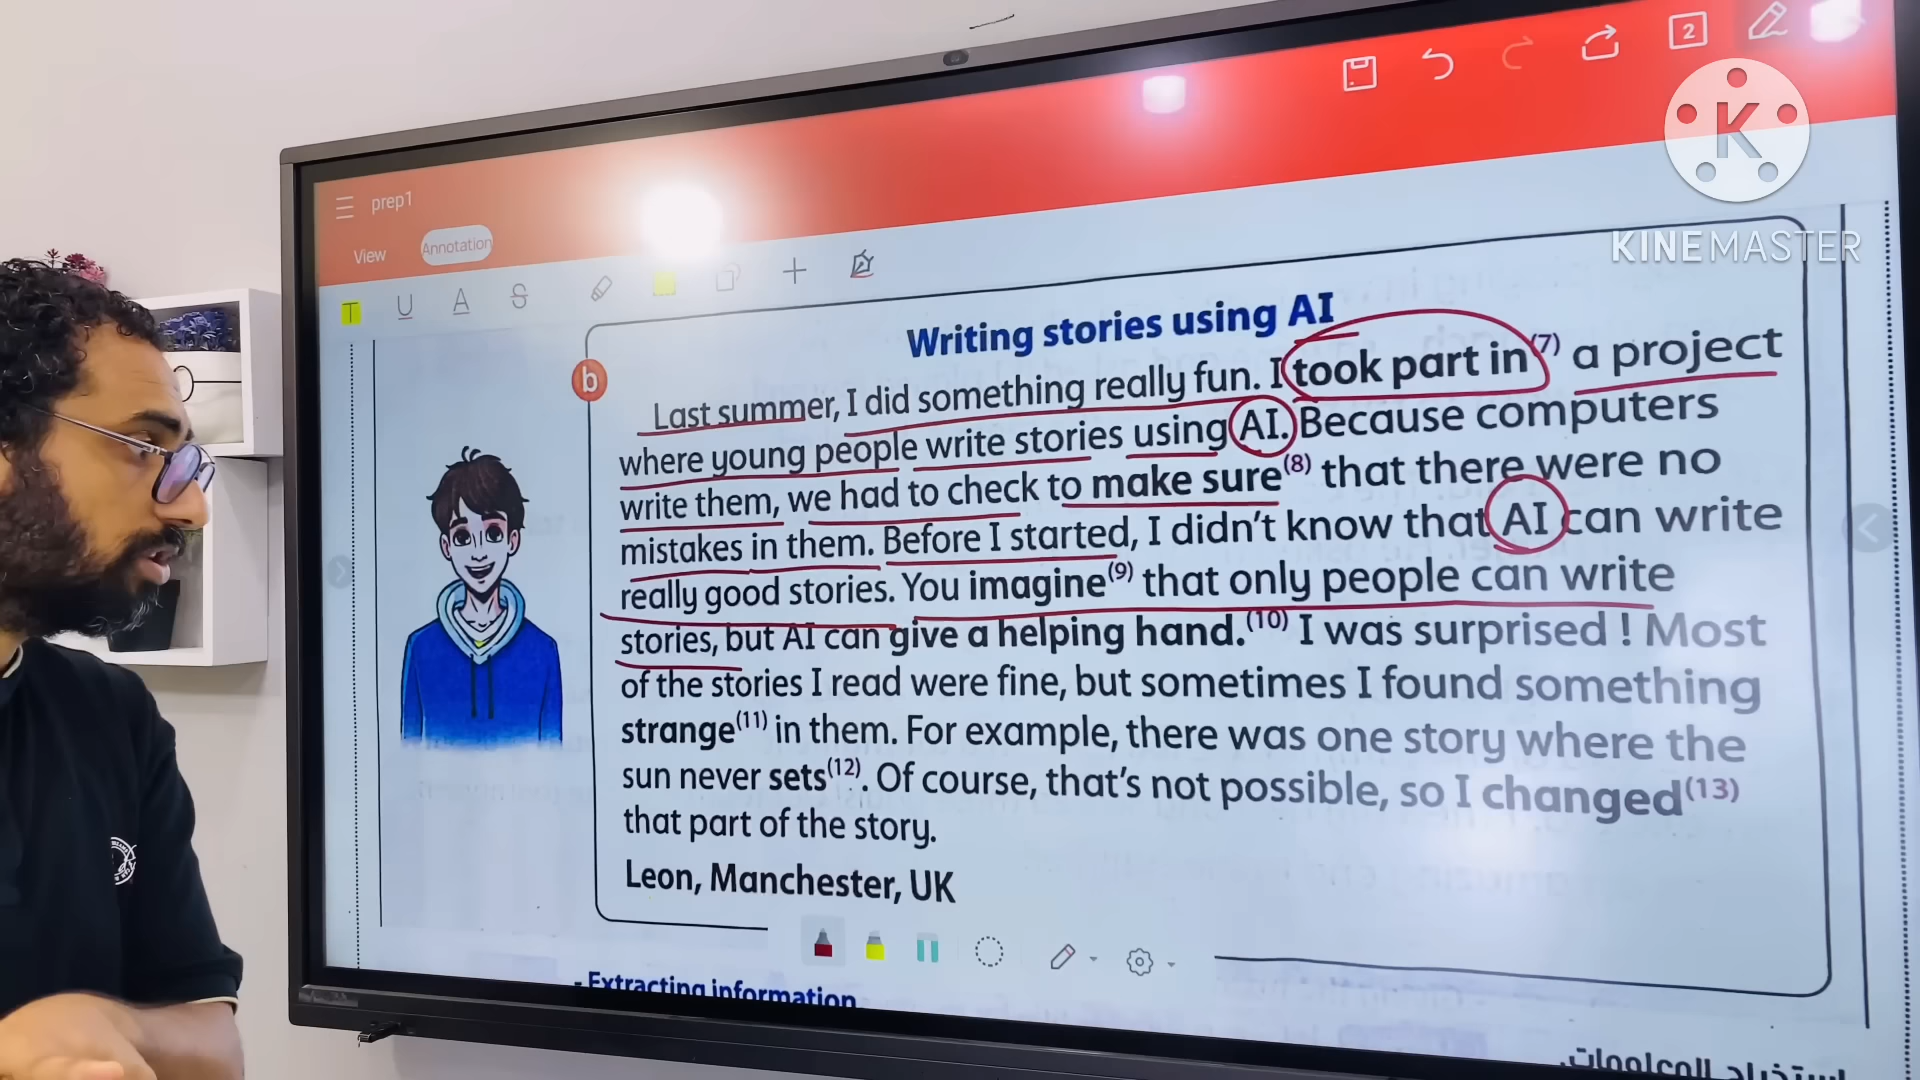 prep1
View
Annotation
T U A S
2
K
KINEMASTER
Writing stories using AI
b
Last summer, I did something really fun. I took part in(7) a project
where young people write stories using AI. Because computers
write them, we had to check to make sure(8) that there were no
mistakes in them. Before I started, I didn't know that AI can write
really good stories. You imagine(9) that only people can write
stories, but AI can give a helping hand.(10) I was surprised ! Most
of the stories I read were fine, but sometimes I found something
strange(11) in them. For example, there was one story where the
sun never sets(12). Of course, that's not possible, so I changed(13)
that part of the story.
Leon, Manchester, UK
- Extracting information
استخراج المعلومات.